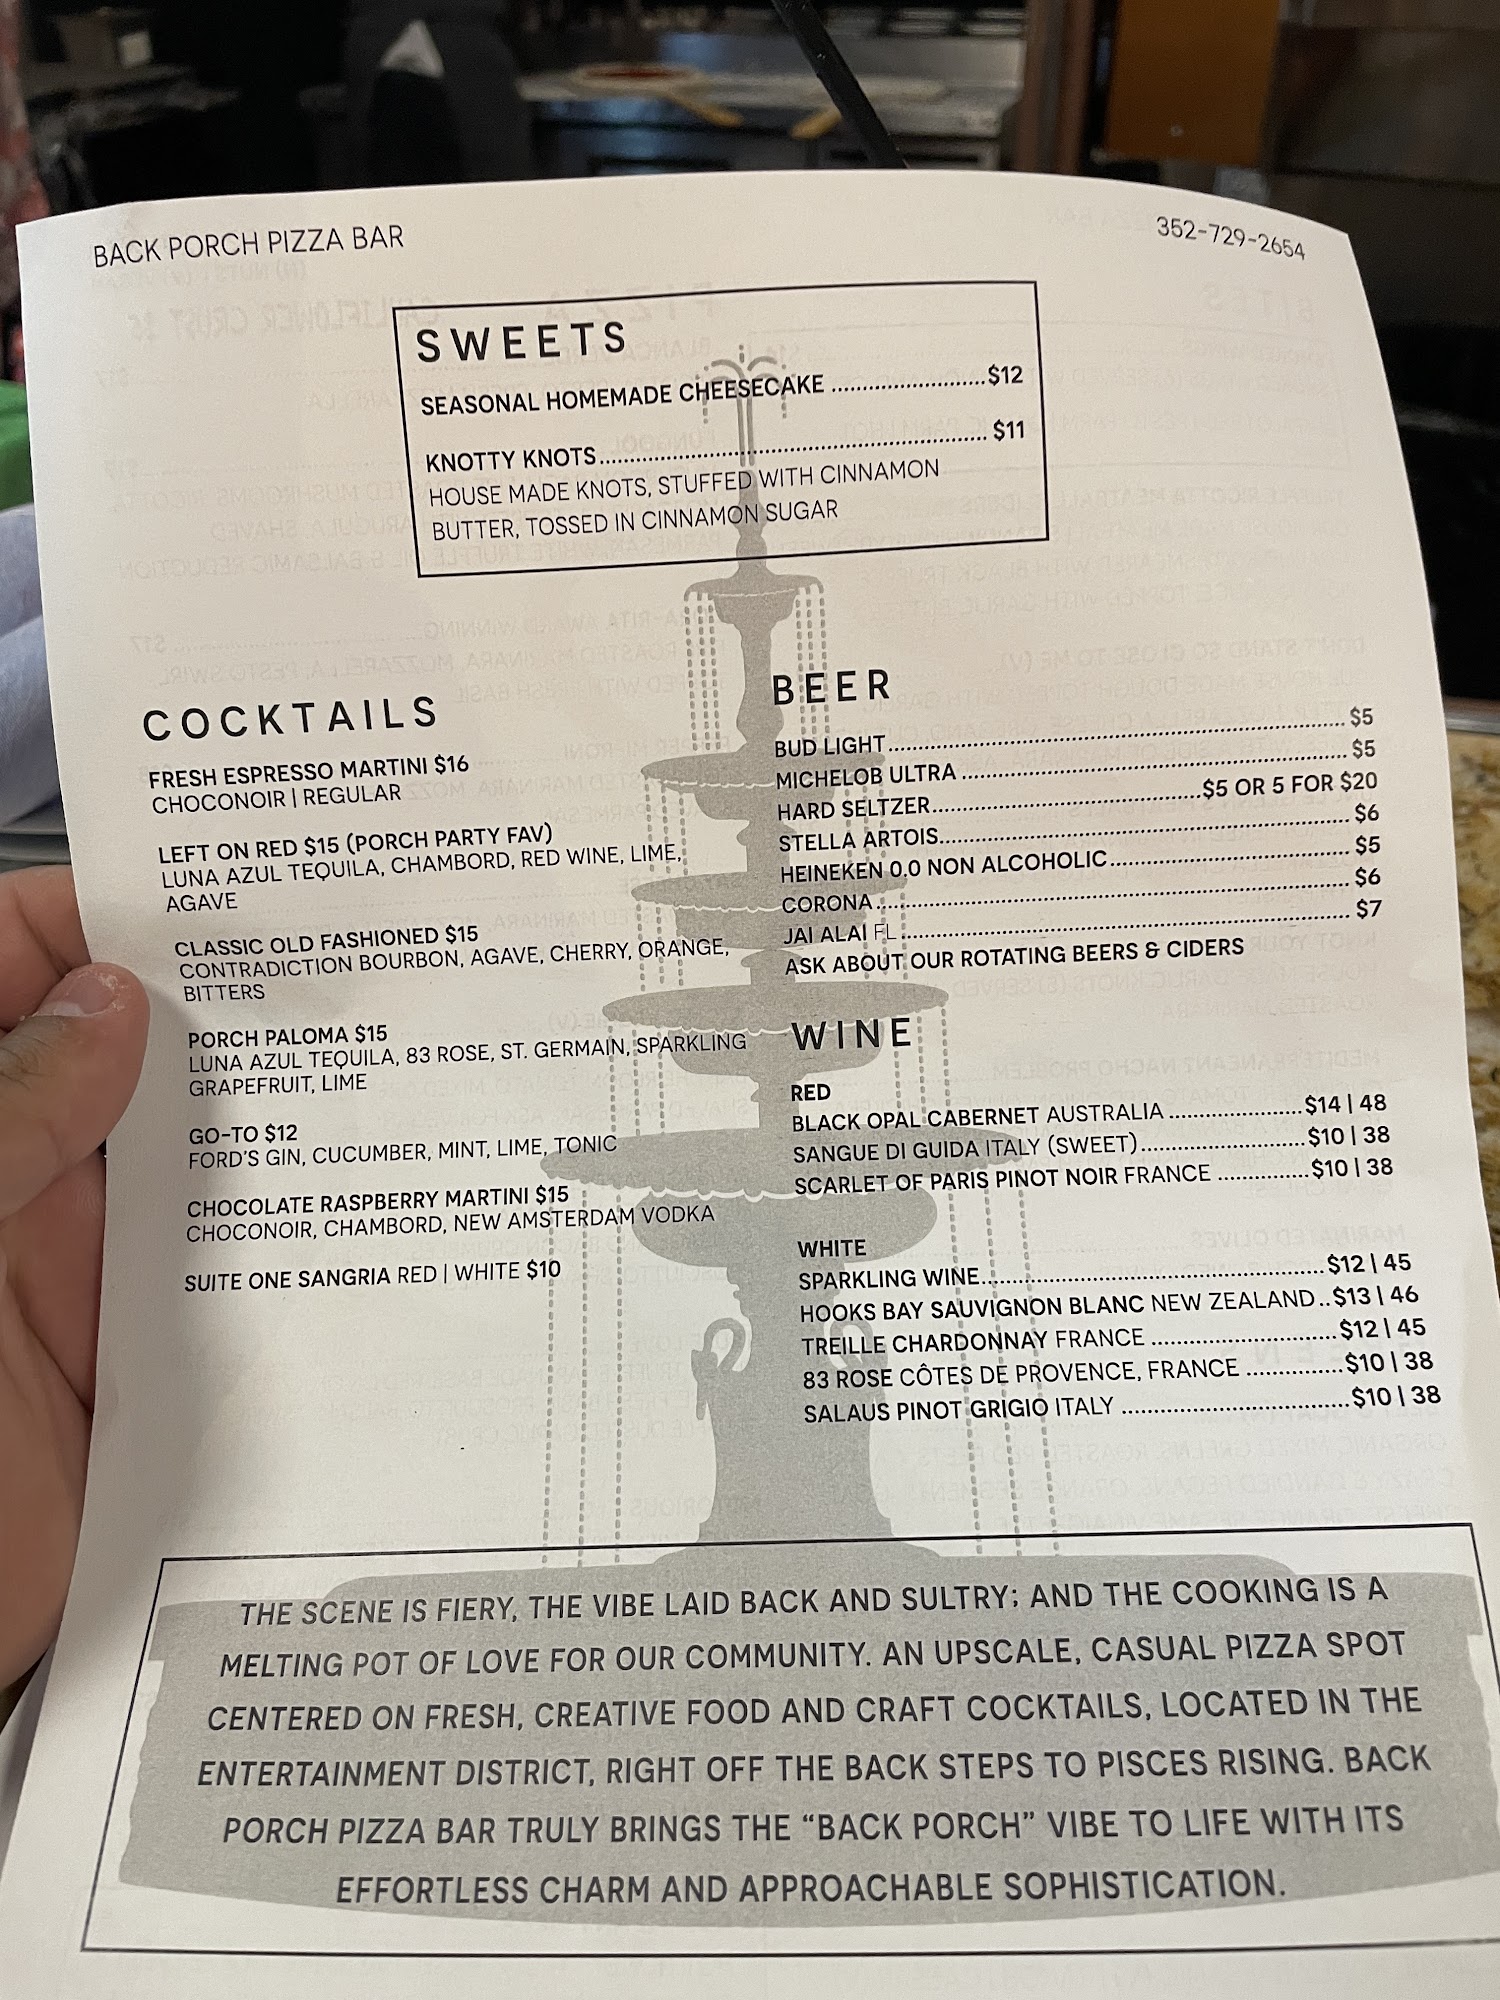 BACK PORCH PIZZA BAR
352-729-2654
SWEETS
SEASONAL HOMEMADE CHEESECAKE ........................$12
KNOTTY KNOTS............................................................. $11
HOUSE MADE KNOTS, STUFFED WITH CINNAMON
BUTTER, TOSSED IN CINNAMON SUGAR
COCKTAILS
FRESH ESPRESSO MARTINI $16
CHOCONOIR | REGULAR
LEFT ON RED $15 (PORCH PARTY FAV)
LUNA AZUL TEQUILA, CHAMBORD, RED WINE, LIME,
AGAVE
CLASSIC OLD FASHIONED $15
CONTRADICTION BOURBON, AGAVE, CHERRY, ORANGE,
BITTERS
PORCH PALOMA $15
LUNA AZUL TEQUILA, 83 ROSE, ST. GERMAIN, SPARKLING
GRAPEFRUIT, LIME
GO-TO $12
FORD'S GIN, CUCUMBER, MINT, LIME, TONIC
CHOCOLATE RASPBERRY MARTINI $15
CHOCONOIR, CHAMBORD, NEW AMSTERDAM VODKA
SUITE ONE SANGRIA RED | WHITE $10
BEER
BUD LIGHT........................................................................ $5
MICHELOB ULTRA ............................................................ $5
HARD SELTZER..........................................$5 OR 5 FOR $20
STELLA ARTOIS................................................................ $6
HEINEKEN 0.0 NON ALCOHOLIC..................................... $5
CORONA........................................................................... $6
JAI ALAI FL....................................................................... $7
ASK ABOUT OUR ROTATING BEERS & CIDERS
WINE
RED
BLACK OPAL CABERNET AUSTRALIA .....................$14 | 48
SANGUE DI GUIDA ITALY (SWEET).........................$10 | 38
SCARLET OF PARIS PINOT NOIR FRANCE ..............$10 | 38
WHITE
SPARKLING WINE....................................................$12 | 45
HOOKS BAY SAUVIGNON BLANC NEW ZEALAND..$13 | 46
TREILLE CHARDONNAY FRANCE ............................$12 | 45
83 ROSE CÔTES DE PROVENCE, FRANCE ...............$10 | 38
SALAUS PINOT GRIGIO ITALY ..................................$10 | 38
THE SCENE IS FIERY, THE VIBE LAID BACK AND SULTRY; AND THE COOKING IS A
MELTING POT OF LOVE FOR OUR COMMUNITY. AN UPSCALE, CASUAL PIZZA SPOT
CENTERED ON FRESH, CREATIVE FOOD AND CRAFT COCKTAILS, LOCATED IN THE
ENTERTAINMENT DISTRICT, RIGHT OFF THE BACK STEPS TO PISCES RISING. BACK
PORCH PIZZA BAR TRULY BRINGS THE “BACK PORCH” VIBE TO LIFE WITH ITS
EFFORTLESS CHARM AND APPROACHABLE SOPHISTICATION.